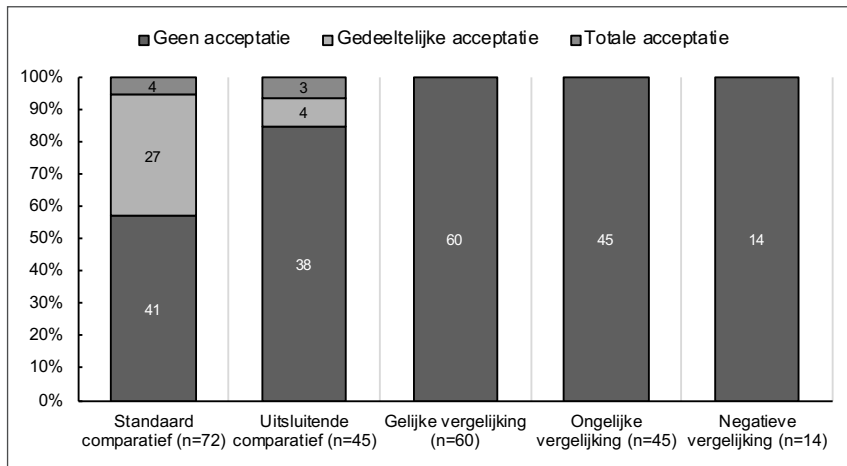 Geen acceptatie Gedeeltelijke acceptatie Totale acceptatie
100%
90%
80%
70%
60%
50%
40%
30%
20%
10%
0%
4
27
41
3
4
38
60
45
14
Standaard
comparatief (n=72)
Uitsluitende
comparatief (n=45)
Gelijke vergelijking
(n=60)
Ongelijke
vergelijking (n=45)
Negatieve
vergelijking (n=14)